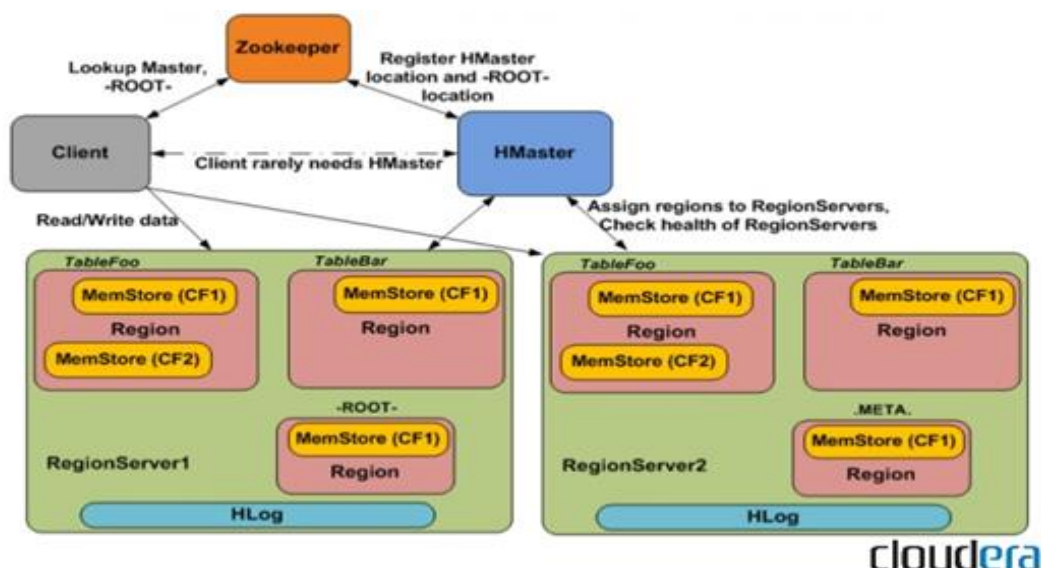 Zookeeper
Lookup Master,
-ROOT-
Register HMaster
location and -ROOT-
location
Client
Client rarely needs HMaster
HMaster
Read/Write data
Assign regions to RegionServers,
Check health of RegionServers
TableFoo
TableBar
MemStore (CF1)
Region
MemStore (CF2)
MemStore (CF1)
Region
-ROOT-
MemStore (CF1)
Region
RegionServer1
HLog
TableFoo
TableBar
MemStore (CF1)
Region
MemStore (CF2)
MemStore (CF1)
Region
.META.
MemStore (CF1)
Region
RegionServer2
HLog
cloudera